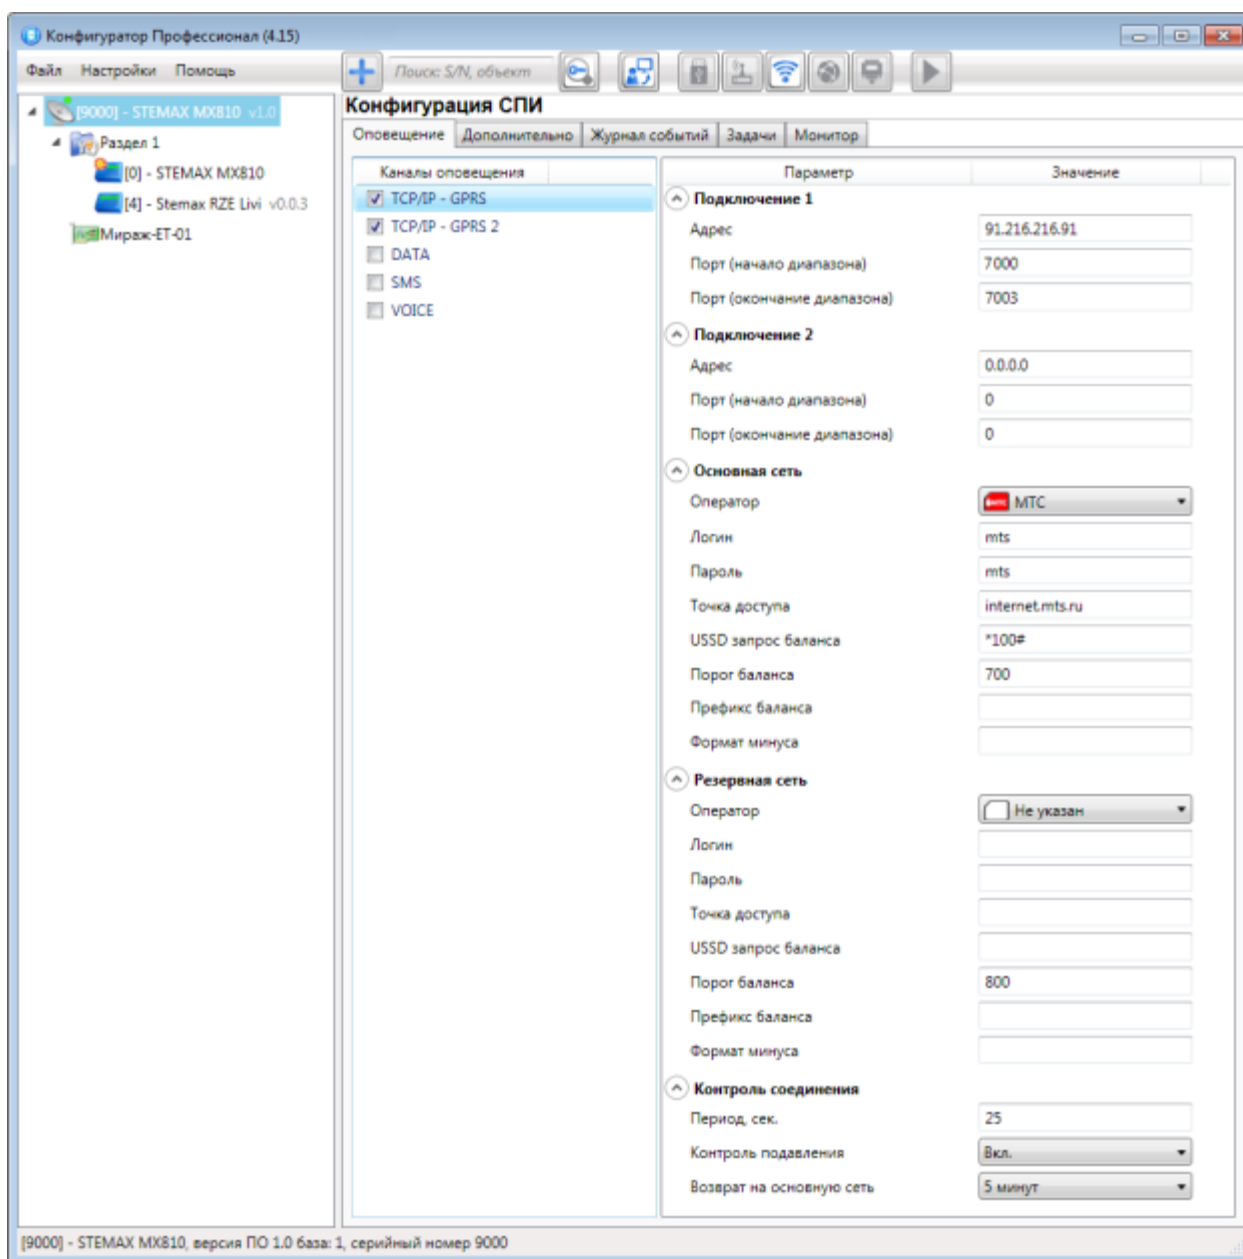 Конфигуратор Профессионал (4.15)
Файл Настройки Помощь
Поиск: S/N, объект
[9000] - STEMAX MX810 v1.0
Раздел 1
[0] - STEMAX MX810
[4] - Stemax RZE Livi v0.0.3
Мираж-ET-01
Конфигурация СПИ
Оповещение Дополнительно Журнал событий Задачи Монитор
Каналы оповещения
TCP/IP - GPRS
TCP/IP - GPRS 2
DATA
SMS
VOICE
Параметр Значение
Подключение 1
Адрес 91.216.216.91
Порт (начало диапазона) 7000
Порт (окончание диапазона) 7003
Подключение 2
Адрес 0.0.0.0
Порт (начало диапазона) 0
Порт (окончание диапазона) 0
Основная сеть
Оператор МТС
Логин mts
Пароль mts
Точка доступа internet.mts.ru
USSD запрос баланса *100#
Порог баланса 700
Префикс баланса
Формат минуса
Резервная сеть
Оператор Не указан
Логин
Пароль
Точка доступа
USSD запрос баланса
Порог баланса 800
Префикс баланса
Формат минуса
Контроль соединения
Период, сек. 25
Контроль подавления Вкл.
Возврат на основную сеть 5 минут
[9000] - STEMAX MX810, версия ПО 1.0 база: 1, серийный номер 9000